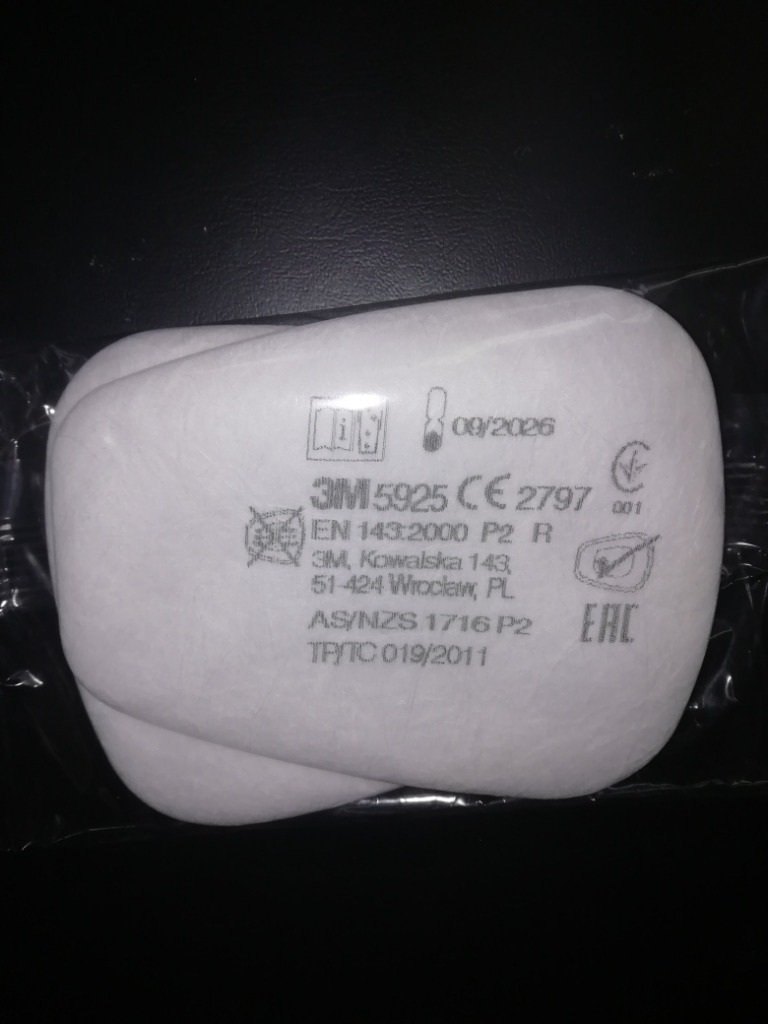 09/2026
3M 5925 CE 2797
001
EN 143:2000 P2 R
3M, Kowalska 143,
51-424 Wrocław, PL
AS/NZS 1716 P2
EAC
TP/TC 019/2011